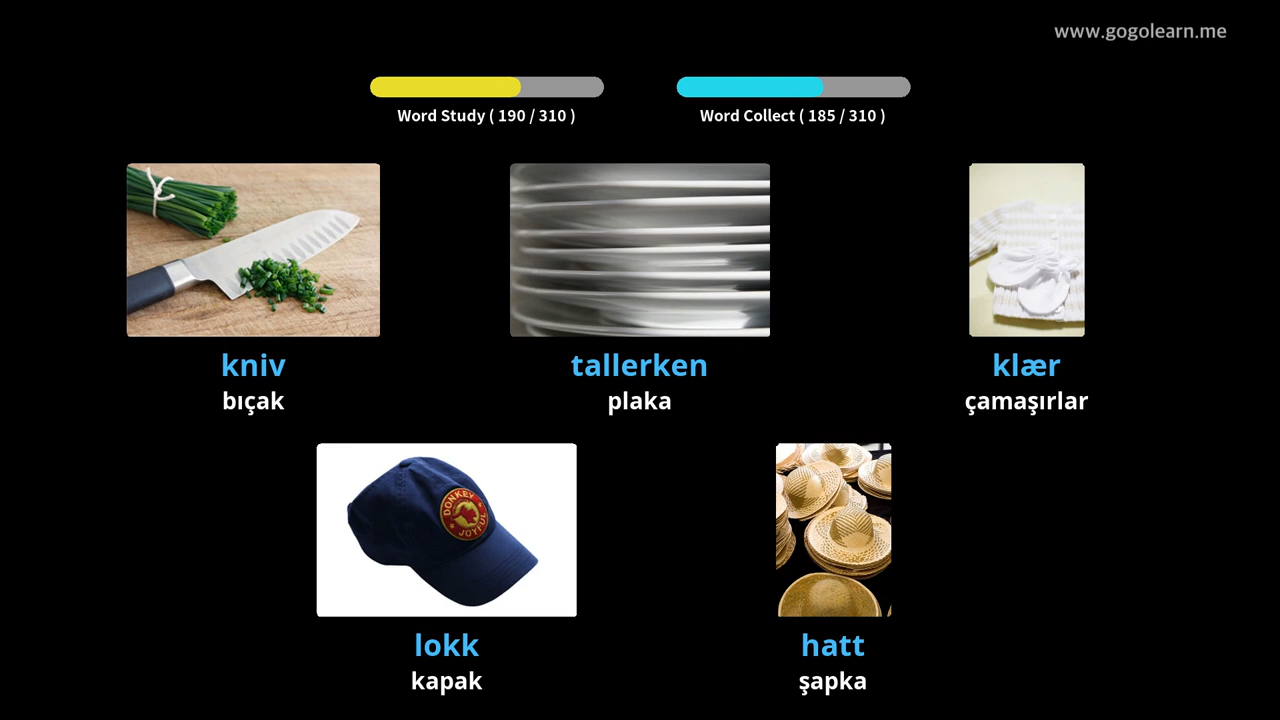 www.gogolearn.me
Word Study ( 190 / 310 )
Word Collect ( 185 / 310 )
kniv
bıçak
tallerken
plaka
klær
çamaşırlar
DONKEY
JOYFUL
lokk
kapak
hatt
şapka